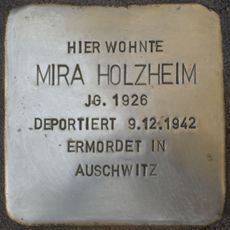 HIER WOHNTE
MIRA HOLZHEIM
JG. 1926
DEPORTIERT 9.12.1942
ERMORDET IN
AUSCHWITZ